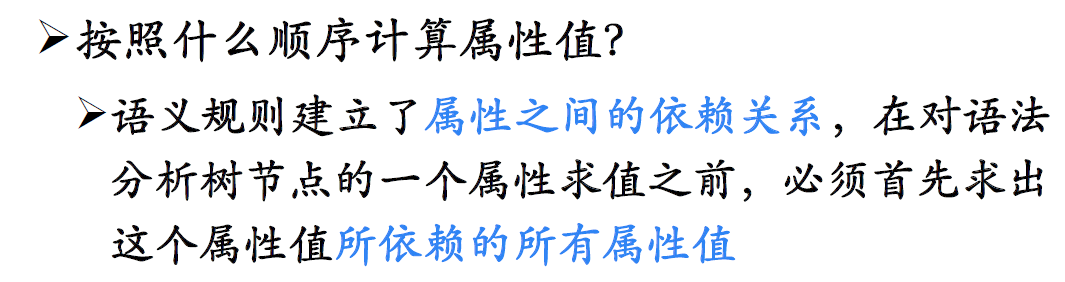 ➢按照什么顺序计算属性值?
➢语义规则建立了属性之间的依赖关系，在对语法
分析树节点的一个属性求值之前，必须首先求出
这个属性值所依赖的所有属性值